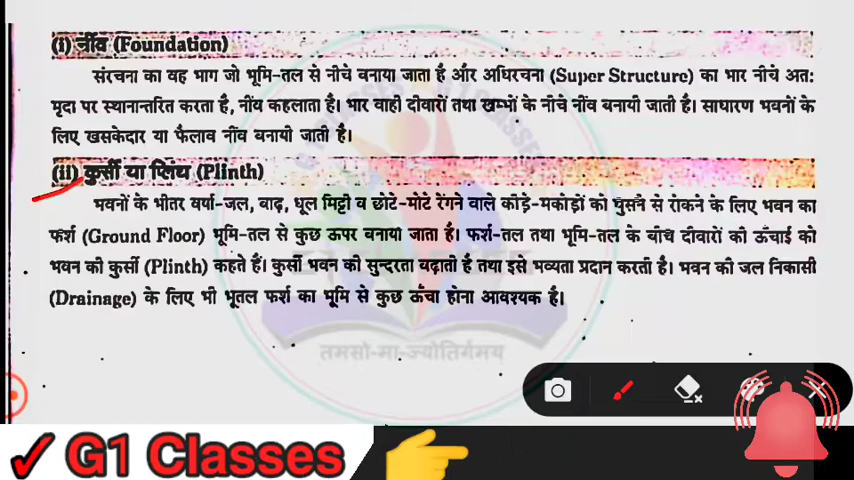 (i) नींव (Foundation)
संरचना का वह भाग जो भूमि-तल से नीचे बनाया जाता है और अधिरचना (Super Structure) का भार नीचे अत:
मृदा पर स्थानान्तरित करता है, नींव कहलाता है। भार वाही दीवारों तथा खम्भों के नीचे नींव बनायी जाती है। साधारण भवनों के
लिए खसकेदार या फैलाव नींव बनायी जाती है।
(ii) कुर्सी या प्लिंथ (Plinth)
भवनों के भीतर वर्षा-जल, बाढ़, धूल मिट्टी व छोटे-मोटे रेंगने वाले कीड़े-मकोड़ों को घुसने से रोकने के लिए भवन का
फर्श (Ground Floor) भूमि-तल से कुछ ऊपर बनाया जाता है। फर्श-तल तथा भूमि-तल के बीच दीवारों की ऊँचाई को
भवन की कुर्सी (Plinth) कहते हैं। कुर्सी भवन की सुन्दरता बढ़ाती है तथा इसे भव्यता प्रदान करती है। भवन की जल निकासी
(Drainage) के लिए भी भूतल फर्श का भूमि से कुछ ऊँचा होना आवश्यक है।
तमसो-मा-ज्योतिर्गमय
G1 Classes